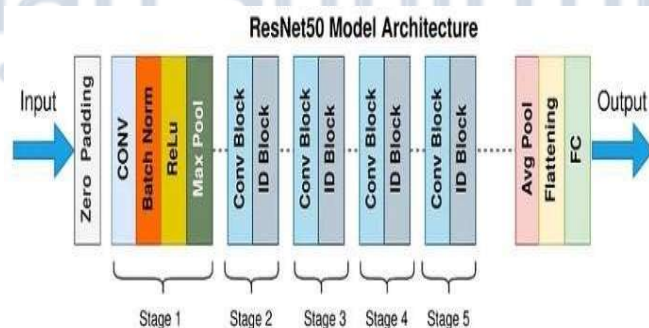 ResNet50 Model Architecture
Input
Zero Padding
CONV
Batch Norm
ReLu
Max Pool
Conv Block
ID Block
Conv Block
ID Block
Conv Block
ID Block
Conv Block
ID Block
Avg Pool
Flattening
FC
Output
Stage 1
Stage 2
Stage 3
Stage 4
Stage 5